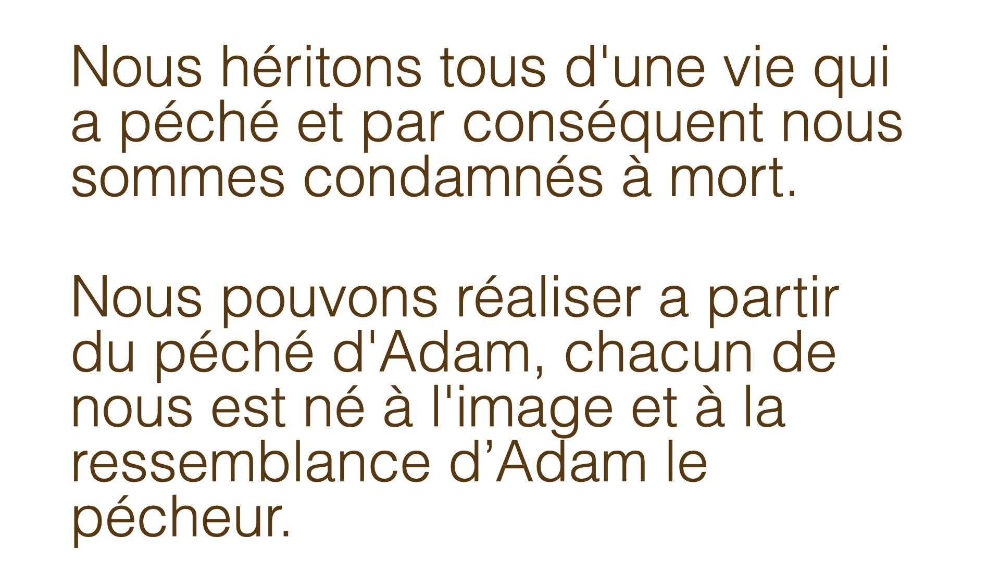 Nous héritons tous d'une vie qui
a péché et par conséquent nous
sommes condamnés à mort.
Nous pouvons réaliser a partir
du péché d'Adam, chacun de
nous est né à l'image et à la
ressemblance d’Adam le
pécheur.